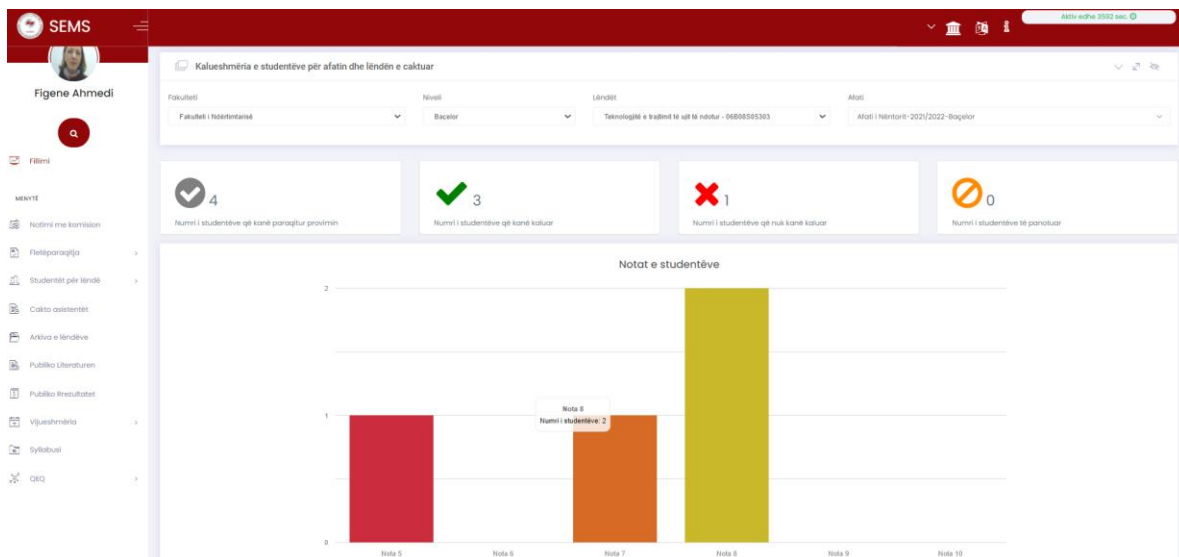 SEMS
Aktiv edhe 3592 sec.
Figene Ahmedi
Fillimi
MENYTË
Notimi me komision
Fletëparaqitja
Studentët për lëndë
Cakto asistentët
Arkiva e lëndëve
Publiko Literaturen
Publiko Rrezultatet
Vijueshmëria
Syllabusi
QEQ
Kalueshmëria e studentëve për afatin dhe lëndën e caktuar
Fakulteti
Niveli
Lëndët
Afati
Fakulteti i Ndërtimtarisë
Baçelor
Teknologjitë e trajtimit të ujit të ndotur - 06B08S05303
Afati i Nëntorit-2021/2022-Baçelor
4
Numri i studentëve që kanë paraqitur provimin
3
Numri i studentëve që kanë kaluar
1
Numri i studentëve që nuk kanë kaluar
0
Numri i studentëve të panotuar
Notat e studentëve
2
1
0
Nota 8
Numri i studentëve: 2
Nota 5
Nota 6
Nota 7
Nota 8
Nota 9
Nota 10